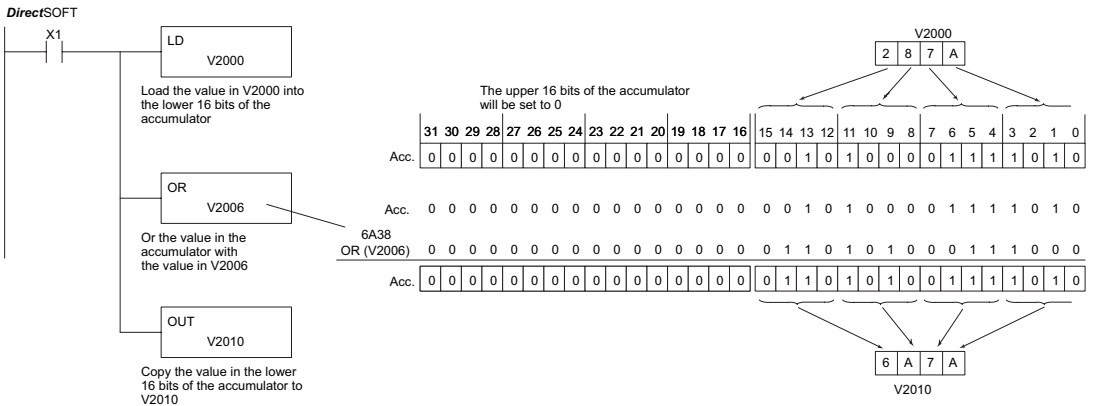 DirectSOFT
X1
LD
V2000
Load the value in V2000 into
the lower 16 bits of the
accumulator
OR
V2006
Or the value in the
accumulator with
the value in V2006
OUT
V2010
Copy the value in the lower
16 bits of the accumulator to
V2010
V2000
2 8 7 A
The upper 16 bits of the accumulator
will be set to 0
31 30 29 28 27 26 25 24 23 22 21 20 19 18 17 16 15 14 13 12 11 10 9 8 7 6 5 4 3 2 1 0
Acc. 0 0 0 0 0 0 0 0 0 0 0 0 0 0 0 0 0 0 1 0 1 0 0 0 0 1 1 1 1 0 1 0
Acc. 0 0 0 0 0 0 0 0 0 0 0 0 0 0 0 0 0 0 1 0 1 0 0 0 0 1 1 1 1 0 1 0
6A38
OR (V2006) 0 0 0 0 0 0 0 0 0 0 0 0 0 0 0 0 0 1 1 0 1 0 1 0 0 0 1 1 1 0 0 0
Acc. 0 0 0 0 0 0 0 0 0 0 0 0 0 0 0 0 0 1 1 0 1 0 1 0 0 1 1 1 1 0 1 0
6 A 7 A
V2010